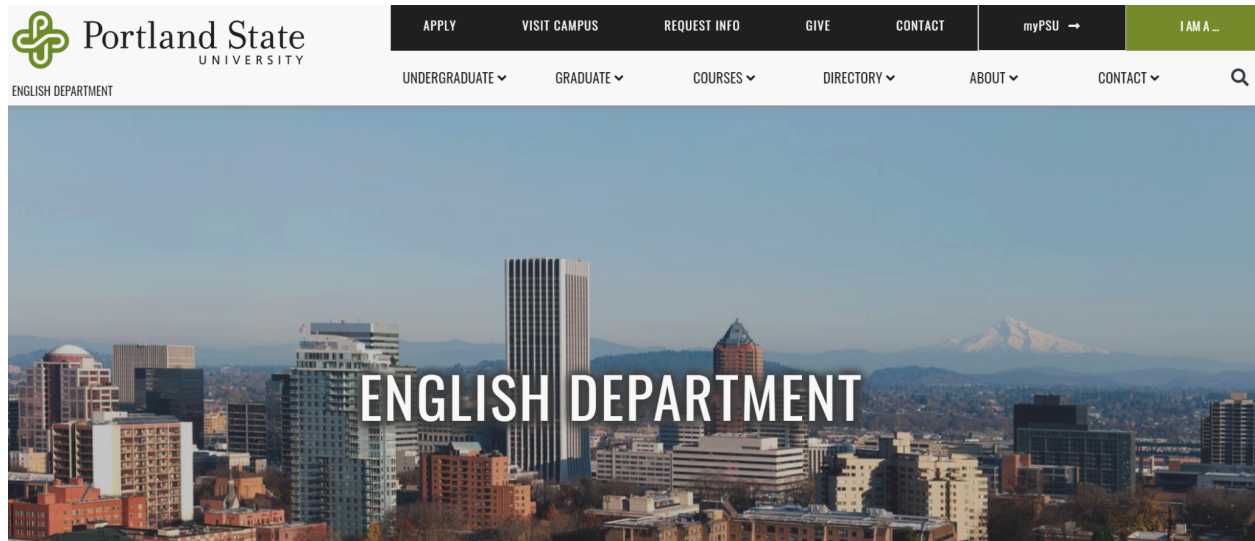 Portland State
UNIVERSITY
ENGLISH DEPARTMENT
APPLY VISIT CAMPUS REQUEST INFO GIVE CONTACT myPSU → I AM A ...
UNDERGRADUATE GRADUATE COURSES DIRECTORY ABOUT CONTACT
ENGLISH DEPARTMENT